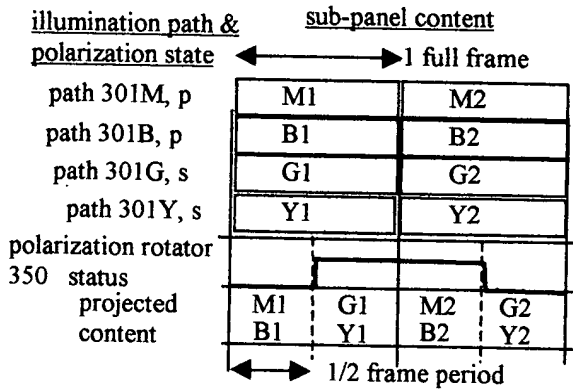 illumination path & sub-panel content
polarization state 1 full frame
path 301M, p M1 M2
path 301B, p B1 B2
path 301G, s G1 G2
path 301Y, s Y1 Y2
polarization rotator
350 status
projected M1 G1 M2 G2
content B1 Y1 B2 Y2
1/2 frame period